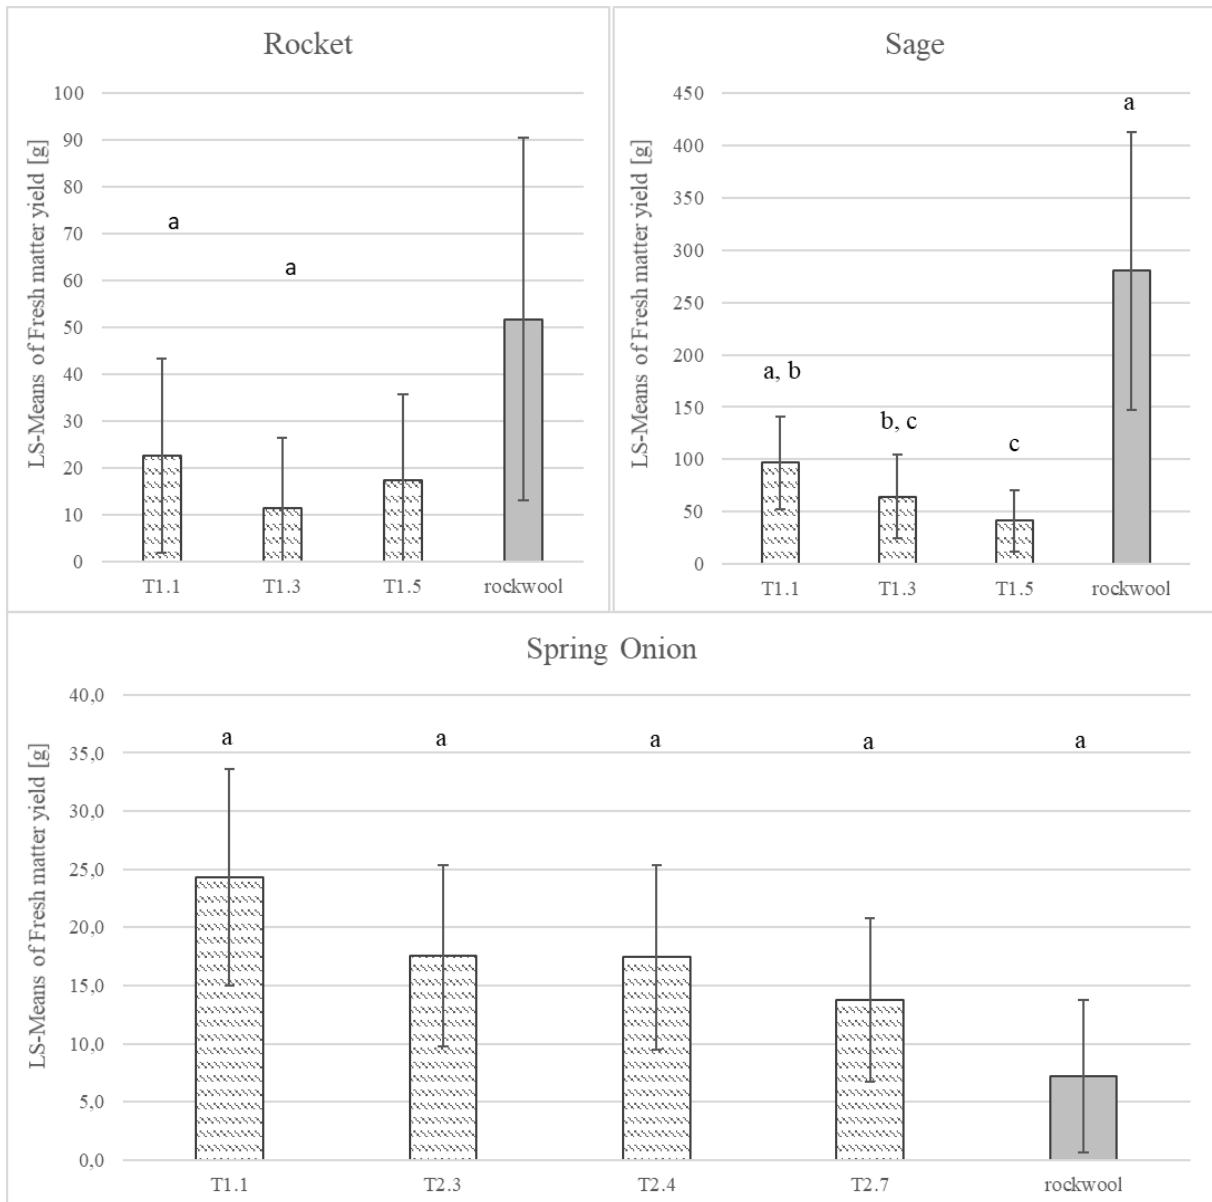 Rocket
LS-Means of Fresh matter yield [g]
100
90
80
70
60
50
40
30
20
10
0
a
a
T1.1 T1.3 T1.5 rockwool
Sage
LS-Means of Fresh matter yield [g]
450
400
350
300
250
200
150
100
50
0
a, b
b, c
c
a
T1.1 T1.3 T1.5 rockwool
Spring Onion
LS-Means of Fresh matter yield [g]
40,0
35,0
30,0
25,0
20,0
15,0
10,0
5,0
0,0
a a a a a
T1.1 T2.3 T2.4 T2.7 rockwool